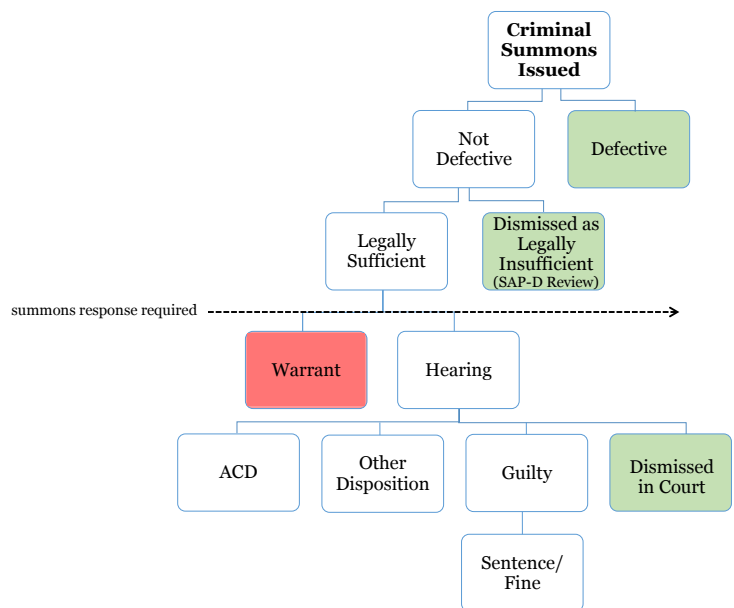 Criminal
Summons
Issued
Not
Defective
Defective
Legally
Sufficient
Dismissed as
Legally
Insufficient
(SAP-D Review)
summons response required
Warrant
Hearing
ACD
Other
Disposition
Guilty
Dismissed
in Court
Sentence/
Fine